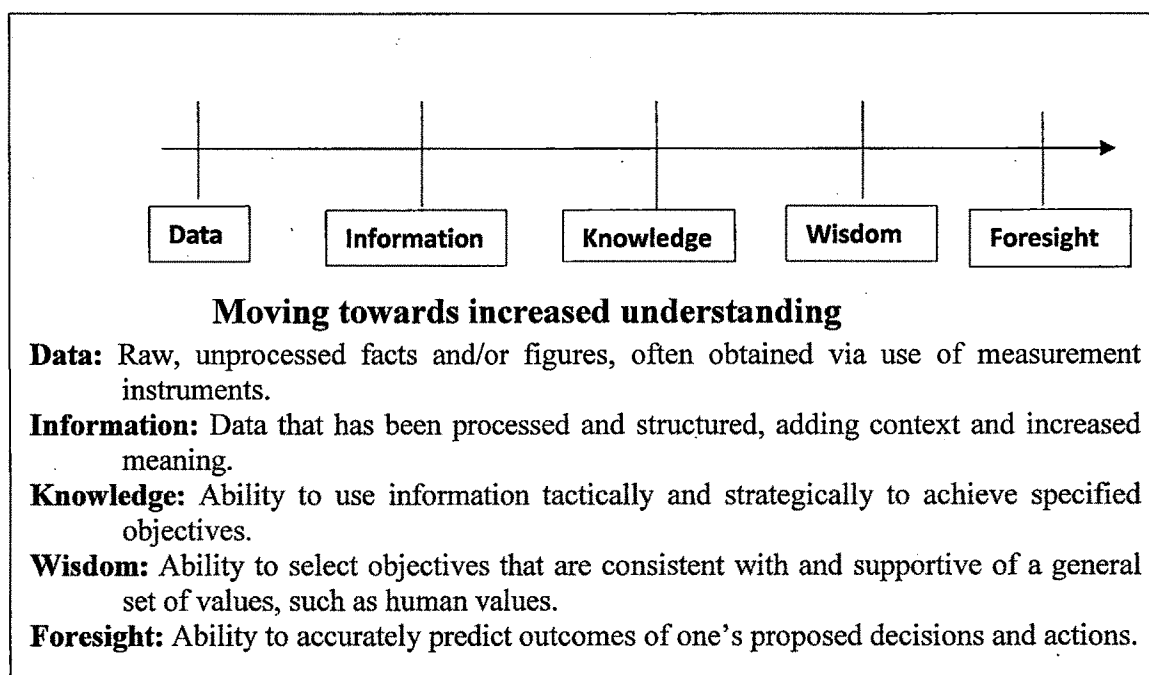 Data
Information
Knowledge
Wisdom
Foresight
Moving towards increased understanding
Data: Raw, unprocessed facts and/or figures, often obtained via use of measurement
instruments.
Information: Data that has been processed and structured, adding context and increased
meaning.
Knowledge: Ability to use information tactically and strategically to achieve specified
objectives.
Wisdom: Ability to select objectives that are consistent with and supportive of a general
set of values, such as human values.
Foresight: Ability to accurately predict outcomes of one's proposed decisions and actions.